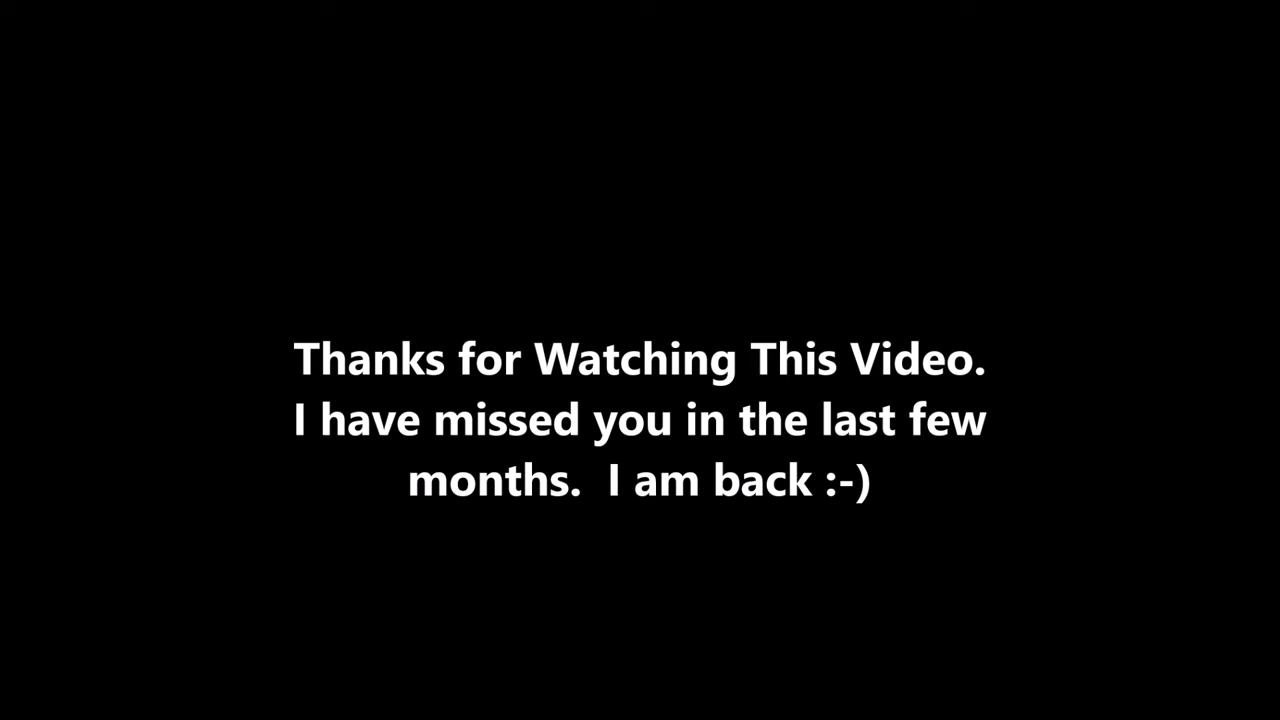 Thanks for Watching This Video.
I have missed you in the last few
months.  I am back :-)